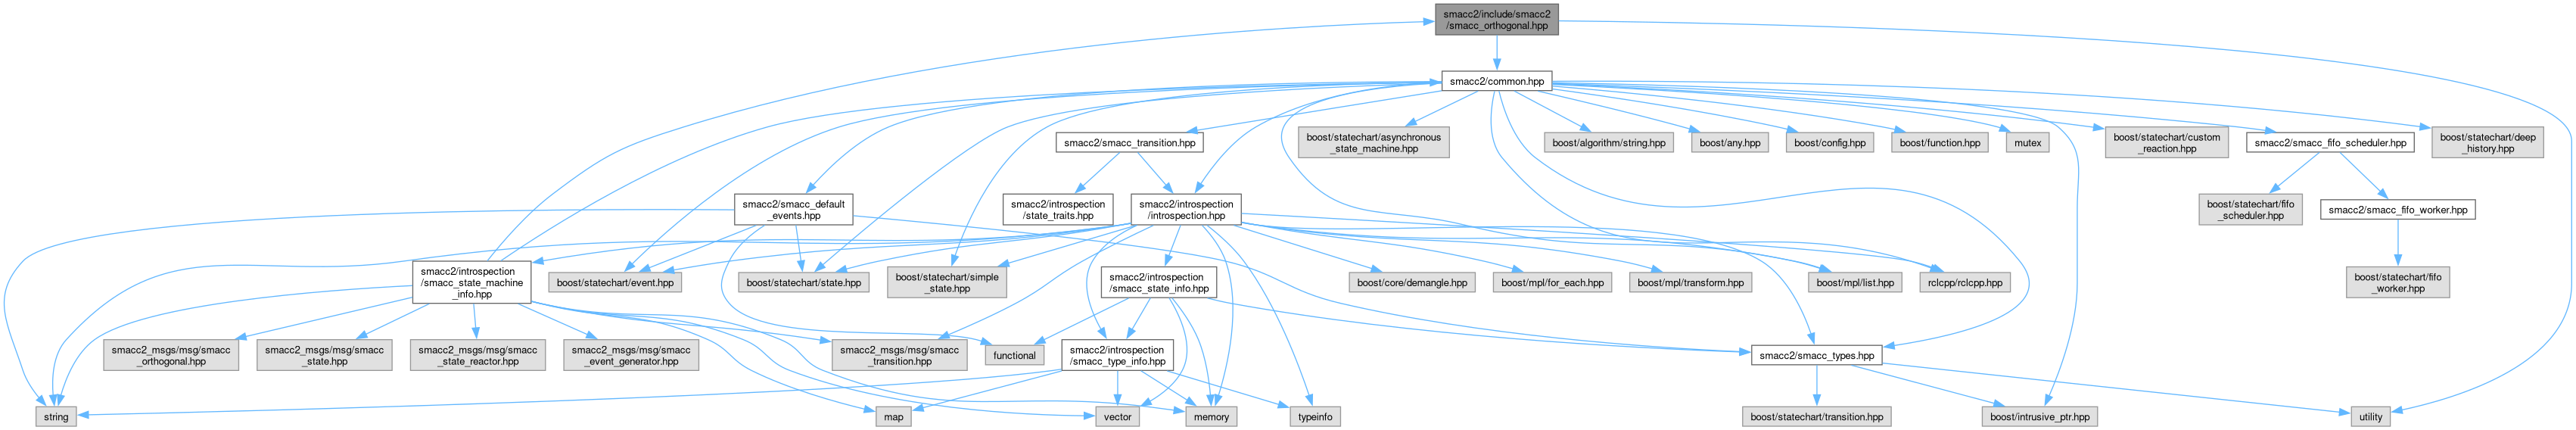 smacc2/include/smacc2
/smacc_orthogonal.hpp
smacc2/common.hpp
smacc2/smacc_transition.hpp
boost/statechart/asynchronous
_state_machine.hpp
boost/algorithm/string.hpp
boost/any.hpp
boost/config.hpp
boost/function.hpp
mutex
boost/statechart/custom
_reaction.hpp
smacc2/smacc_fifo_scheduler.hpp
boost/statechart/deep
_history.hpp
smacc2/smacc_default
_events.hpp
smacc2/introspection
/state_traits.hpp
smacc2/introspection
/introspection.hpp
boost/statechart/fifo
_scheduler.hpp
smacc2/smacc_fifo_worker.hpp
smacc2/introspection
/smacc_state_machine
_info.hpp
boost/statechart/event.hpp
boost/statechart/state.hpp
boost/statechart/simple
_state.hpp
smacc2/introspection
/smacc_state_info.hpp
boost/core/demangle.hpp
boost/mpl/for_each.hpp
boost/mpl/transform.hpp
boost/mpl/list.hpp
rclcpp/rclcpp.hpp
boost/statechart/fifo
_worker.hpp
smacc2_msgs/msg/smacc
_orthogonal.hpp
smacc2_msgs/msg/smacc
_state.hpp
smacc2_msgs/msg/smacc
_state_reactor.hpp
smacc2_msgs/msg/smacc
_event_generator.hpp
smacc2_msgs/msg/smacc
_transition.hpp
functional
smacc2/introspection
/smacc_type_info.hpp
smacc2/smacc_types.hpp
string
map
vector
memory
typeinfo
boost/statechart/transition.hpp
boost/intrusive_ptr.hpp
utility